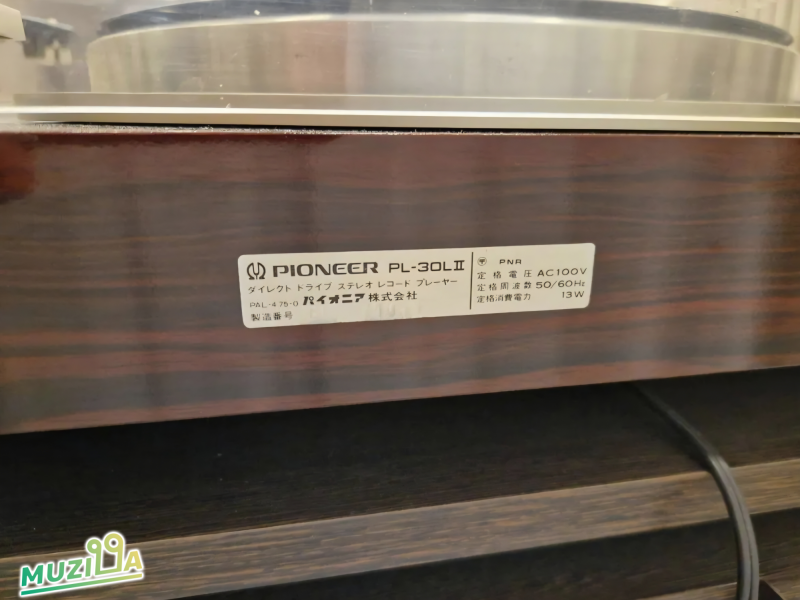 PIONEER PL-30LII
ダイレクト ドライブ ステレオ レコード プレーヤー
PAL-475-0 パイオニア株式会社
製造番号
PNR
定格電圧 AC100V
定格周波数 50/60Hz
定格消費電力 13W
MUZI99A